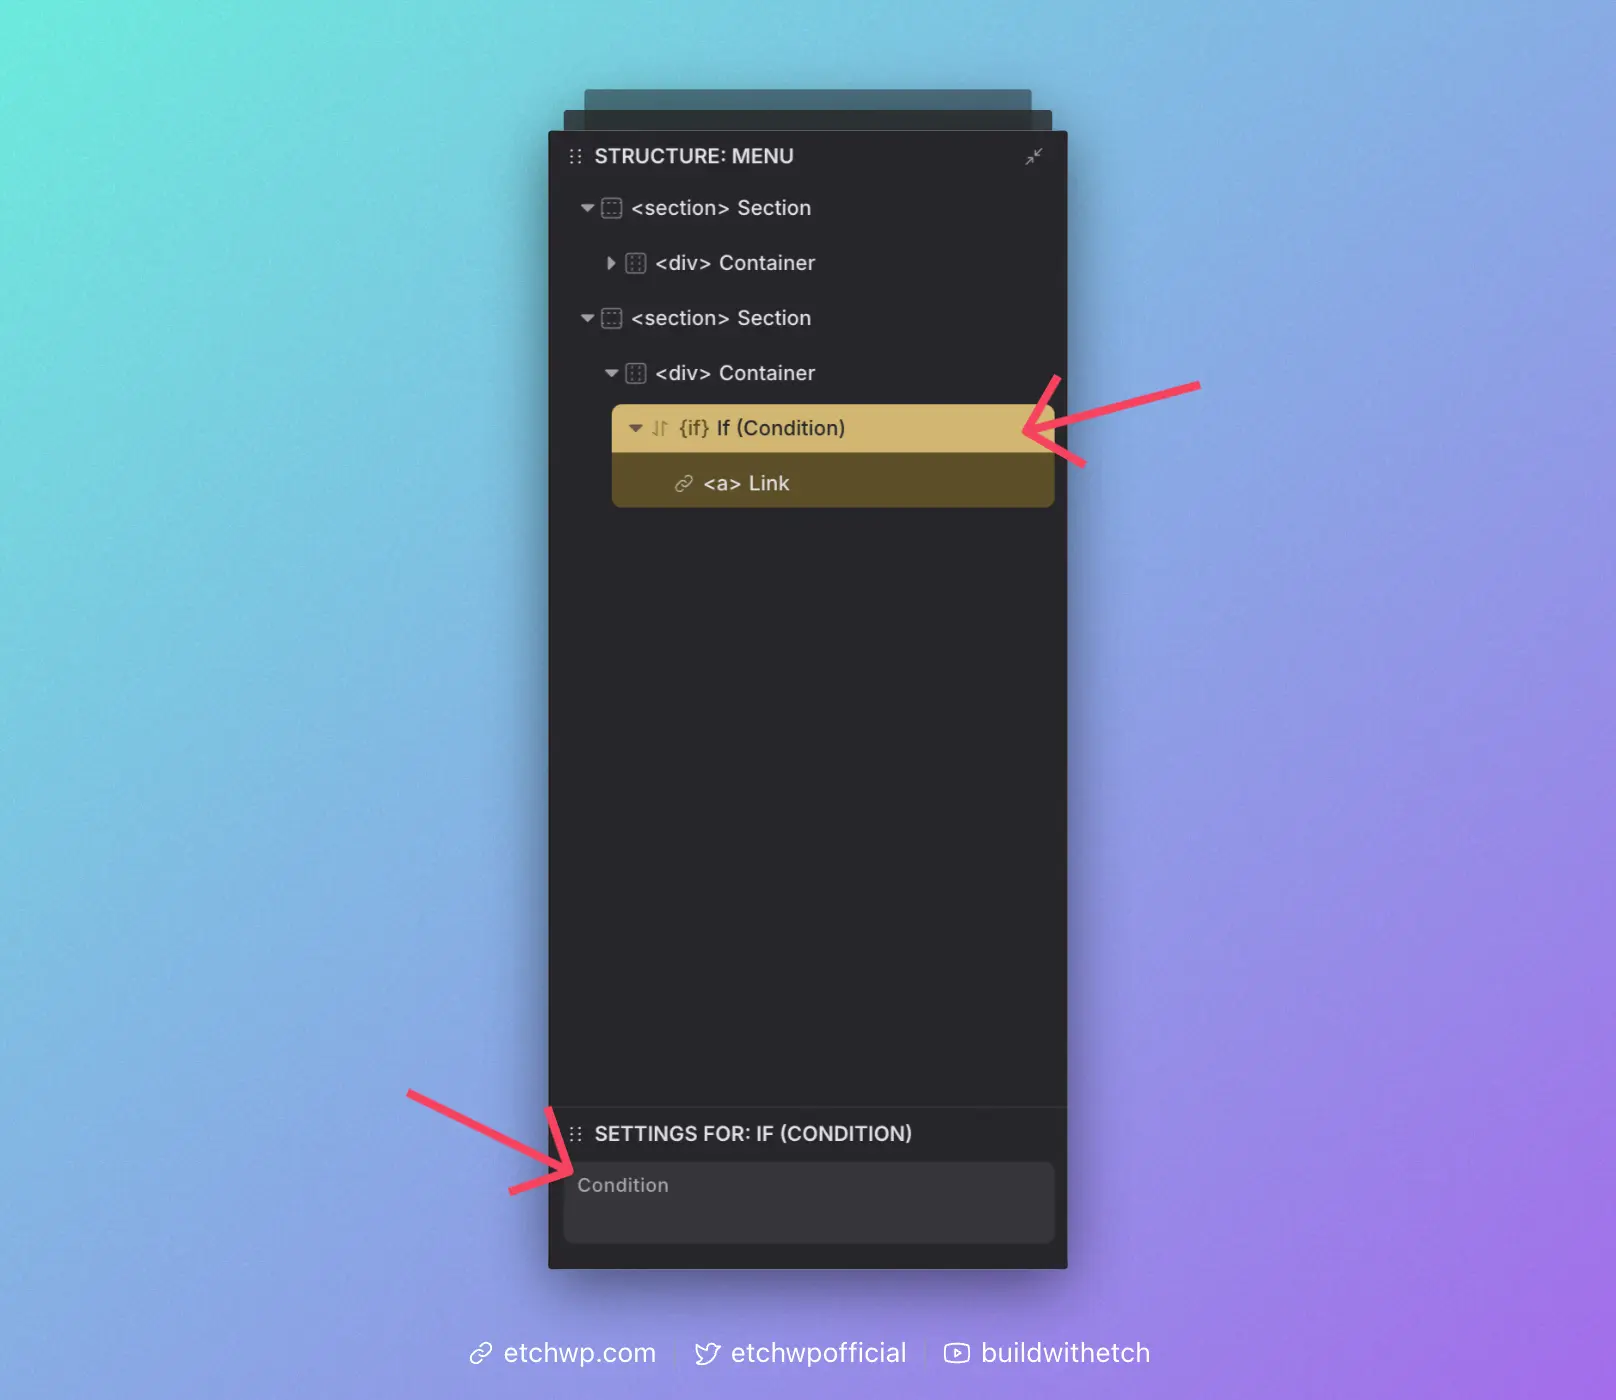 STRUCTURE: MENU
<section> Section
<div> Container
<section> Section
<div> Container
{if} If (Condition)
<a> Link
SETTINGS FOR: IF (CONDITION)
Condition
etchwp.com etchwpofficial buildwithetch